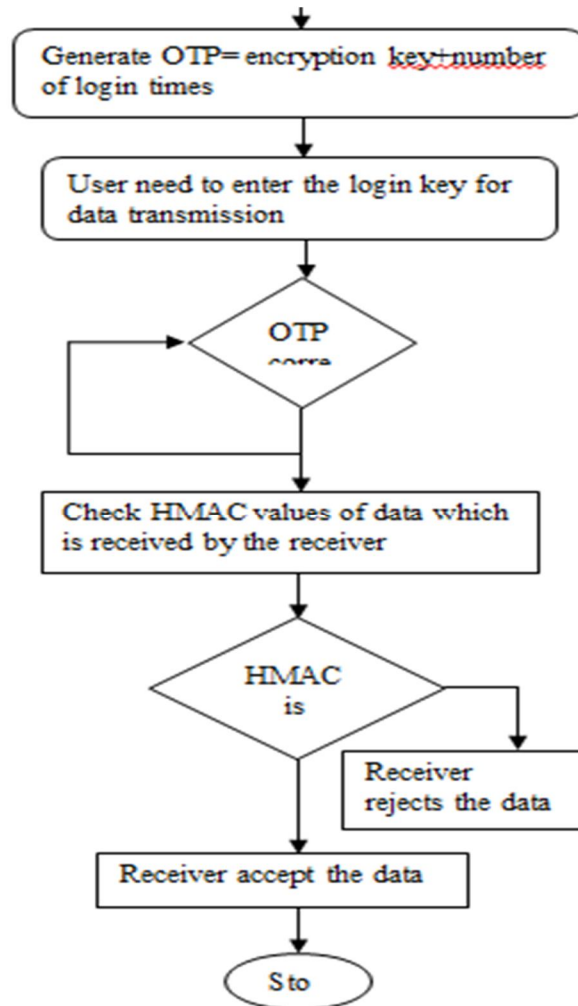 Generate OTP= encryption key+number
of login times
User need to enter the login key for
data transmission
OTP
corre
Check HMAC values of data which
is received by the receiver
HMAC
is
Receiver
rejects the data
Receiver accept the data
Sto